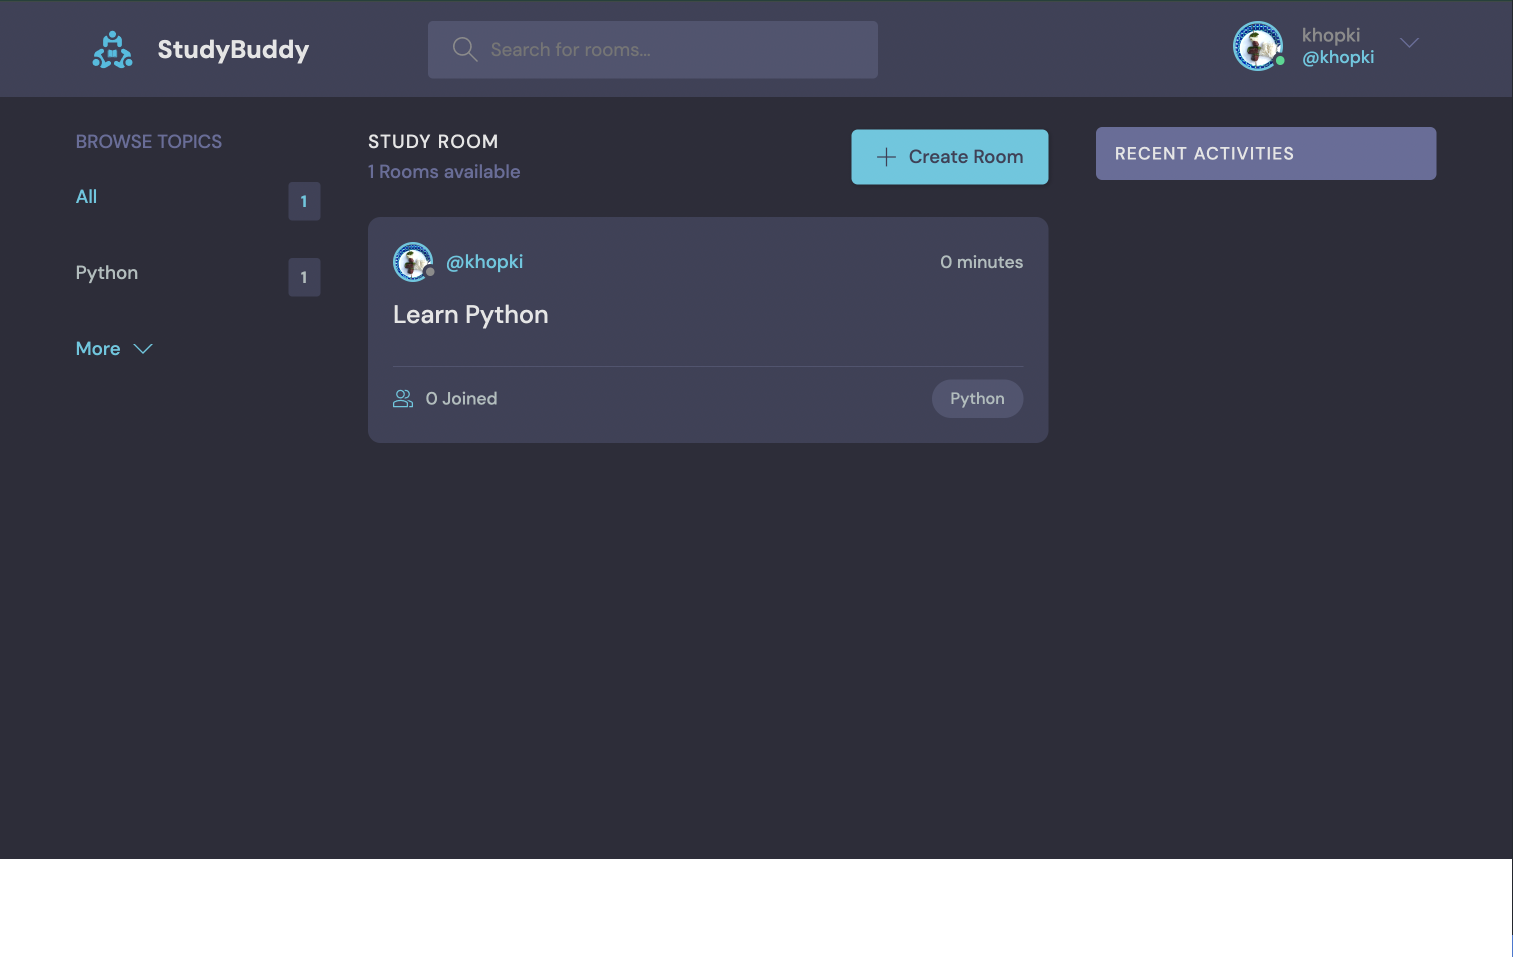 StudyBuddy
Search for rooms...
khopki
@khopki
BROWSE TOPICS
All 1
Python 1
More
STUDY ROOM
1 Rooms available
Create Room
@khopki
0 minutes
Learn Python
0 Joined
Python
RECENT ACTIVITIES